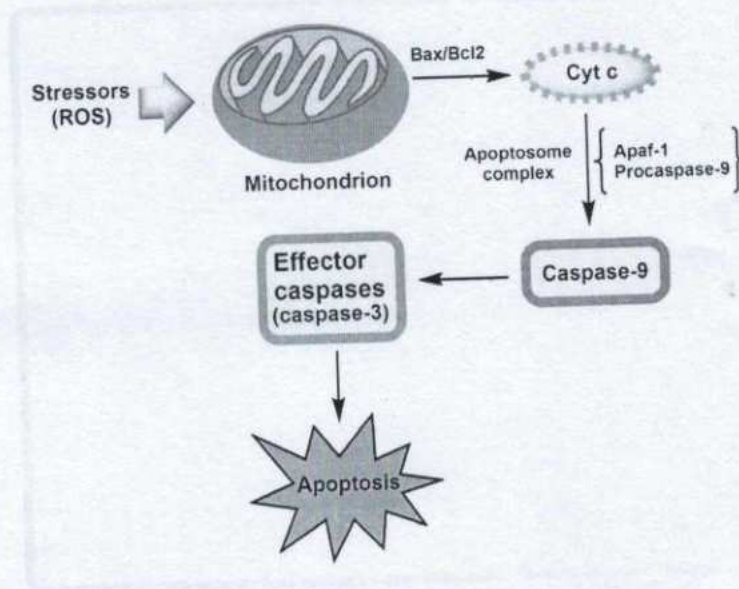 Stressors
(ROS)
Mitochondrion
Bax/Bcl2
Cyt c
Apoptosome
complex
Apaf-1
Procaspase-9
Caspase-9
Effector
caspases
(caspase-3)
Apoptosis